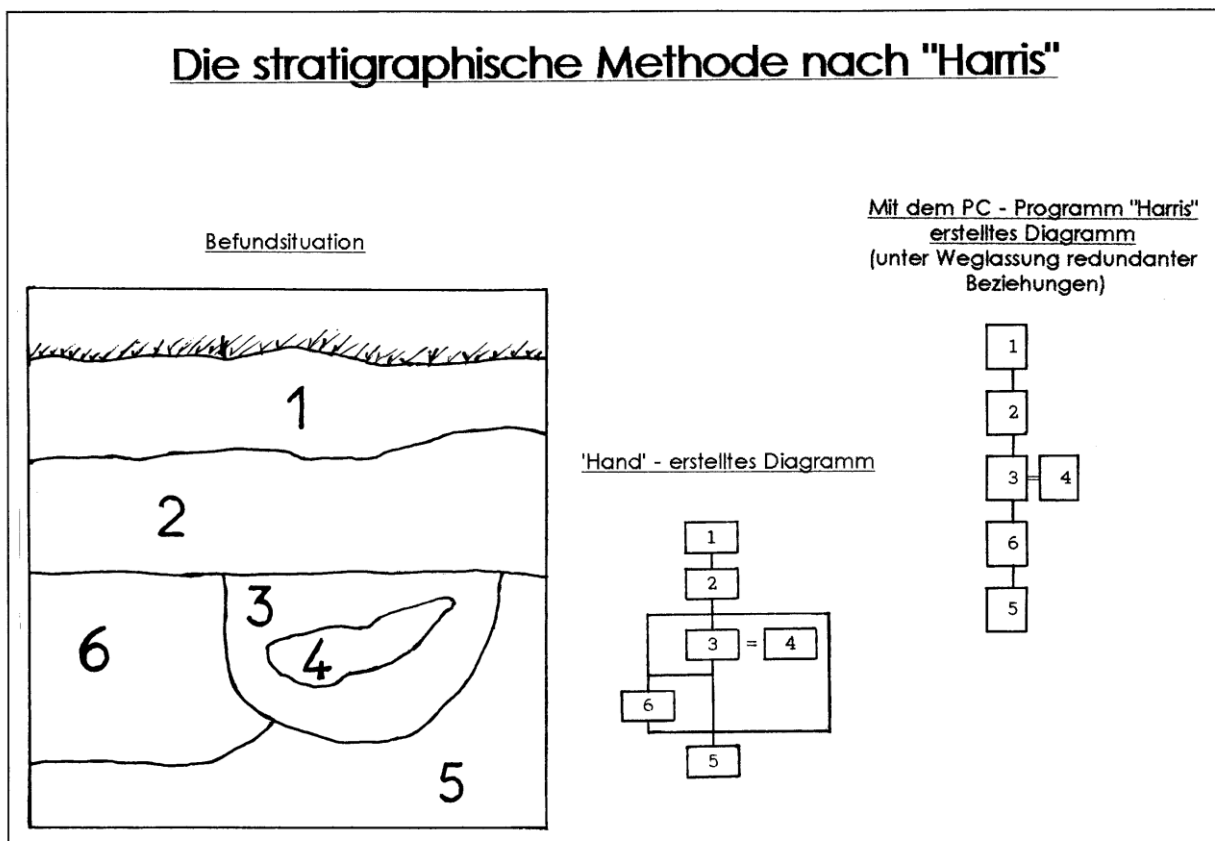 Die stratigraphische Methode nach "Harris"
Befundsituation
1
2
3
4
6
5
'Hand' - erstelltes Diagramm
1
2
3 = 4
6
5
Mit dem PC - Programm "Harris"
erstelltes Diagramm
(unter Weglassung redundanter
Beziehungen)
1
2
3 = 4
6
5